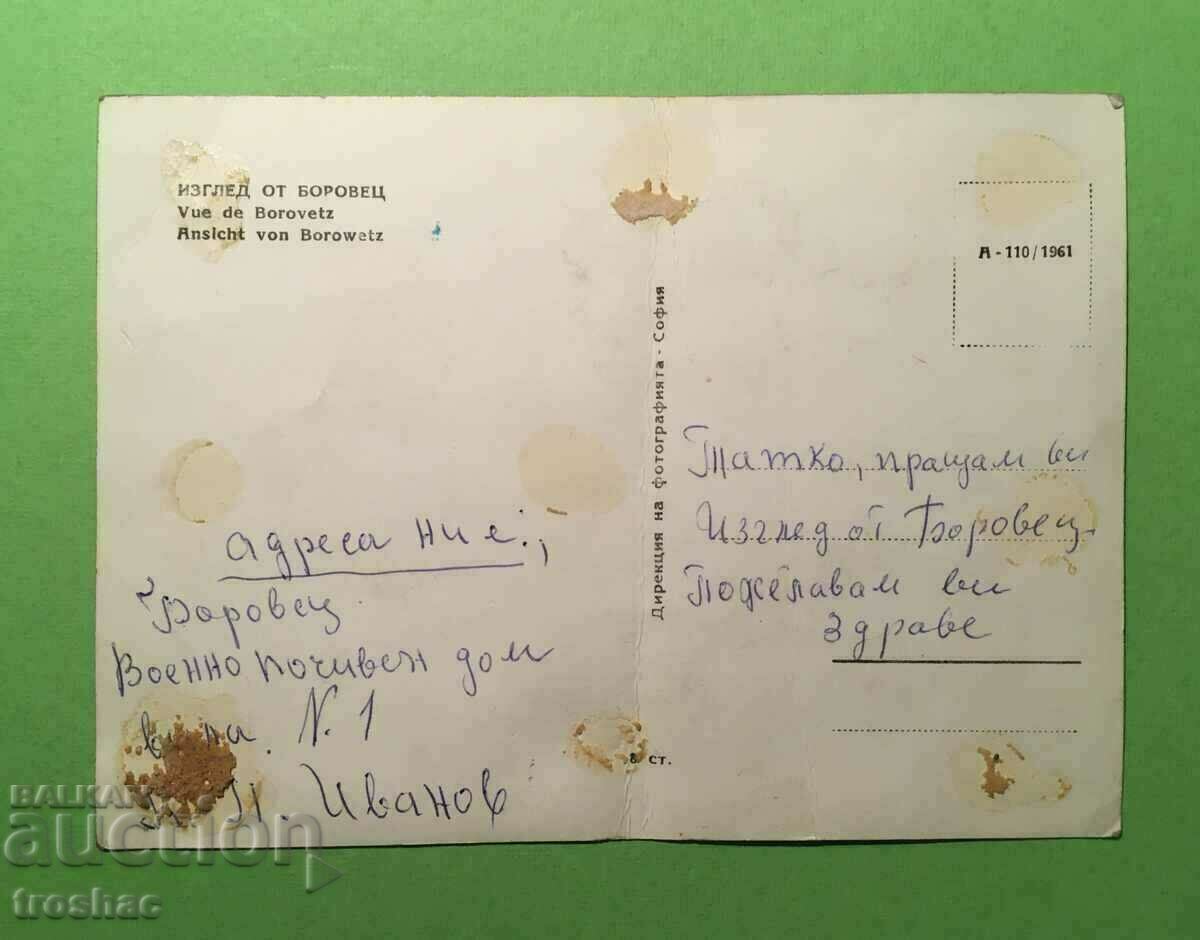 ИЗГЛЕД ОТ БОРОВЕЦ
Vue de Borovetz
Ansicht von Borowetz
адреса ни е:,
Боровец
Военно почивен дом
N. 1
П. Иванов
Дирекция на фотографията - София
8 ст.
А - 110 / 1961
Татко, пращам ви
Изглед от Боровец.
Пожелавам ви
здраве
BALKAN
auction
troshac